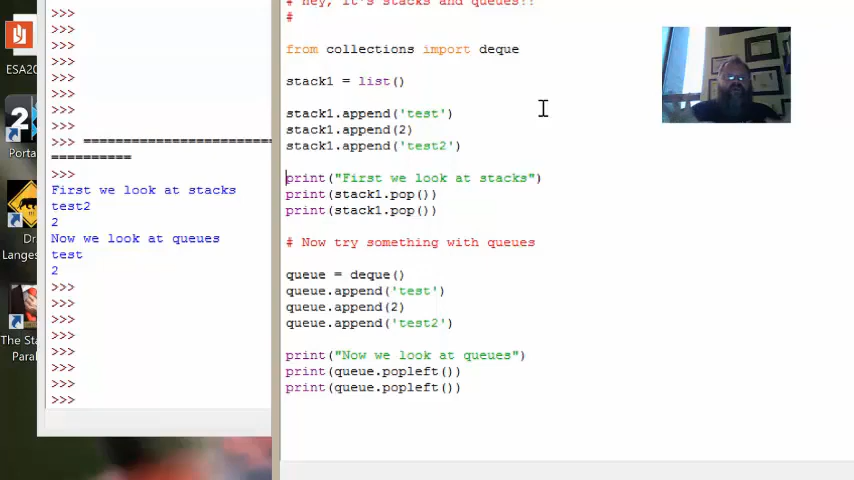 ESA20
Porta
Dr
Langes
The Sta
Paral
>>>
>>>
>>>
>>>
>>>
>>> ========================
==========
>>>
First we look at stacks
test2
2
Now we look at queues
test
2
>>>
>>>
>>>
>>>
>>>
# hey, it's stacks and queues!!
#
from collections import deque
stack1 = list()
stack1.append('test')
stack1.append(2)
stack1.append('test2')
print("First we look at stacks")
print(stack1.pop())
print(stack1.pop())
# Now try something with queues
queue = deque()
queue.append('test')
queue.append(2)
queue.append('test2')
print("Now we look at queues")
print(queue.popleft())
print(queue.popleft())